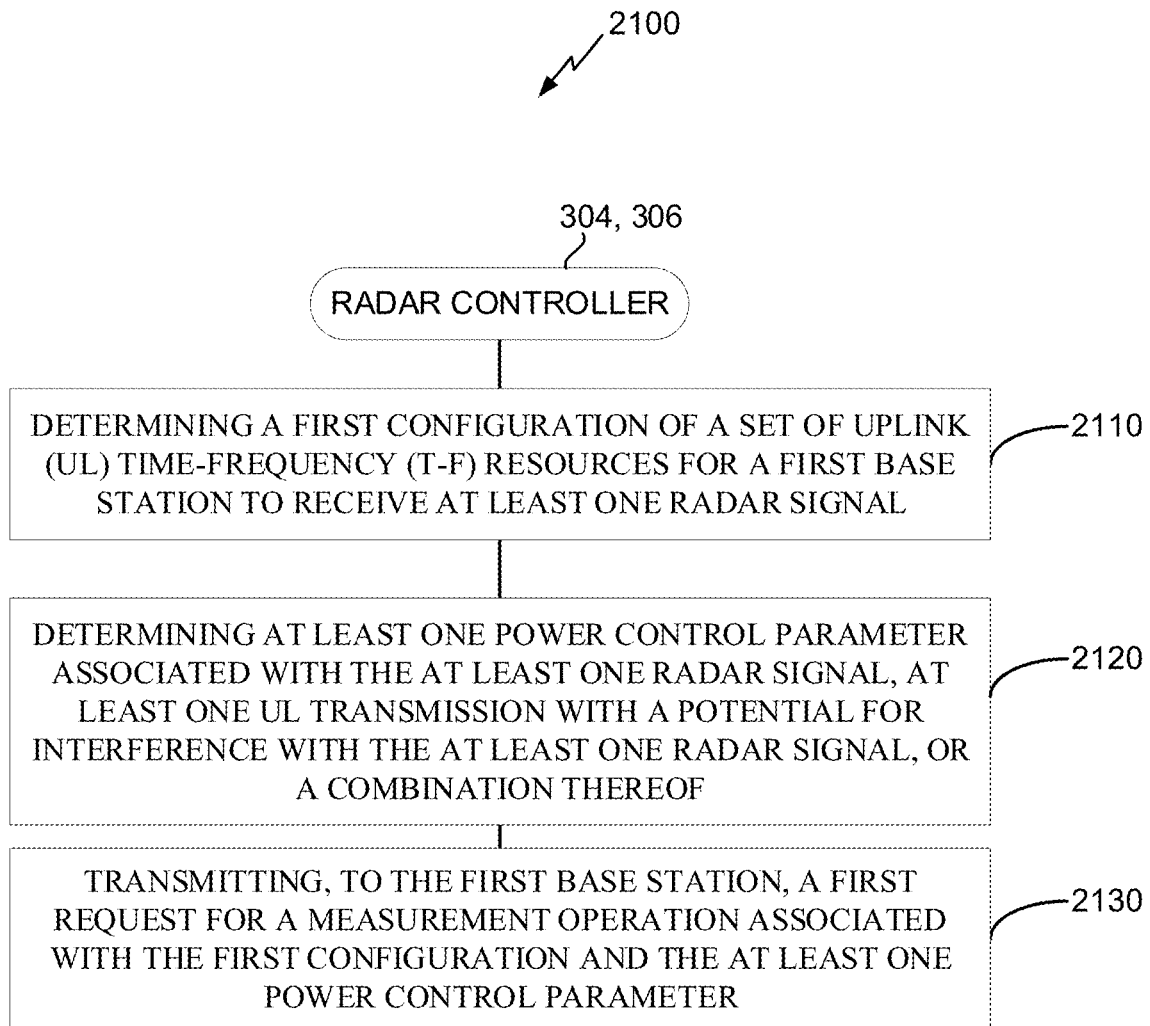 2100
304, 306
RADAR CONTROLLER
DETERMINING A FIRST CONFIGURATION OF A SET OF UPLINK
(UL) TIME-FREQUENCY (T-F) RESOURCES FOR A FIRST BASE
STATION TO RECEIVE AT LEAST ONE RADAR SIGNAL
2110
DETERMINING AT LEAST ONE POWER CONTROL PARAMETER
ASSOCIATED WITH THE AT LEAST ONE RADAR SIGNAL, AT
LEAST ONE UL TRANSMISSION WITH A POTENTIAL FOR
INTERFERENCE WITH THE AT LEAST ONE RADAR SIGNAL, OR
A COMBINATION THEREOF
2120
TRANSMITTING, TO THE FIRST BASE STATION, A FIRST
REQUEST FOR A MEASUREMENT OPERATION ASSOCIATED
WITH THE FIRST CONFIGURATION AND THE AT LEAST ONE
POWER CONTROL PARAMETER
2130